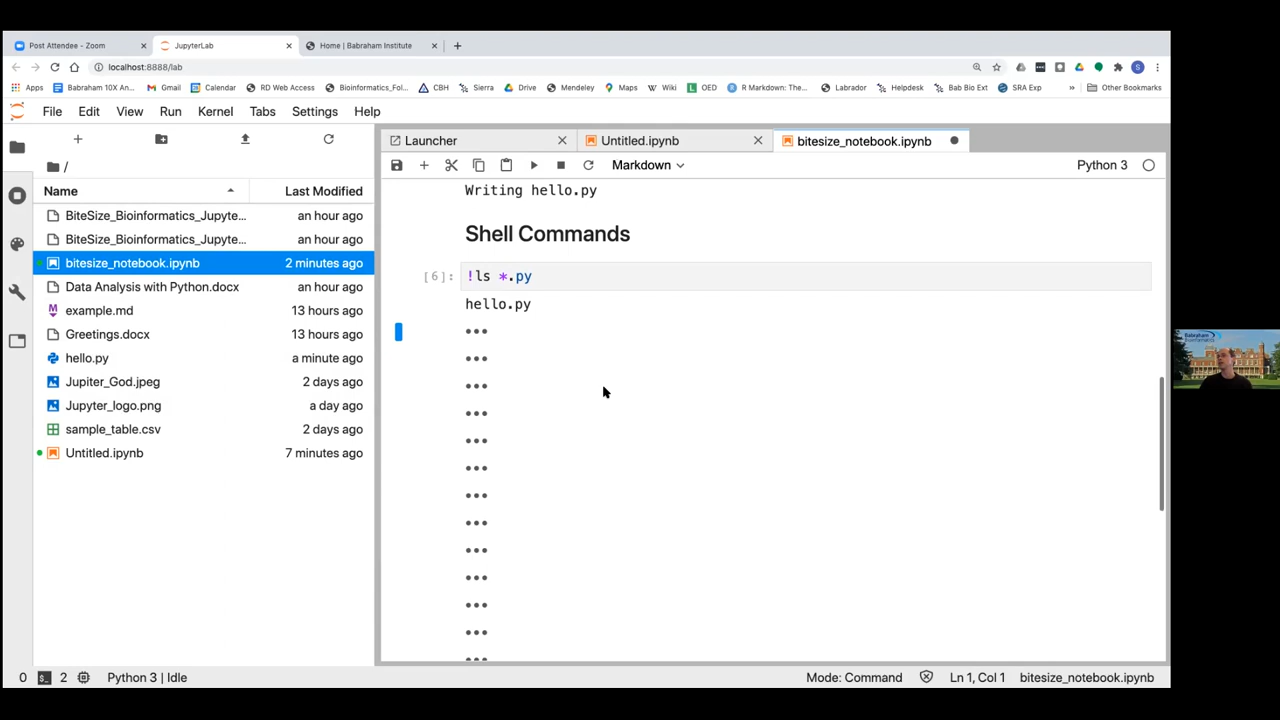 Post Attendee - Zoom
JupyterLab
Home | Babraham Institute
localhost:8888/lab
Apps
Babraham 10X An...
Gmail
Calendar
RD Web Access
Bioinformatics_Fol...
CBH
Sierra
Drive
Mendeley
Maps
Wiki
OED
R Markdown: The...
Labrador
Helpdesk
Bab Bio Ext
SRA Exp
»
Other Bookmarks
File Edit View Run Kernel Tabs Settings Help
Launcher
Untitled.ipynb
bitesize_notebook.ipynb
/
Markdown
Python 3
Name Last Modified
BiteSize_Bioinformatics_Jupyte... an hour ago
BiteSize_Bioinformatics_Jupyte... an hour ago
bitesize_notebook.ipynb 2 minutes ago
Data Analysis with Python.docx an hour ago
example.md 13 hours ago
Greetings.docx 13 hours ago
hello.py a minute ago
Jupiter_God.jpeg 2 days ago
Jupyter_logo.png a day ago
sample_table.csv 2 days ago
Untitled.ipynb 7 minutes ago
Writing hello.py
Shell Commands
[6]: !ls *.py
hello.py
0 2 Python 3 | Idle Mode: Command Ln 1, Col 1 bitesize_notebook.ipynb